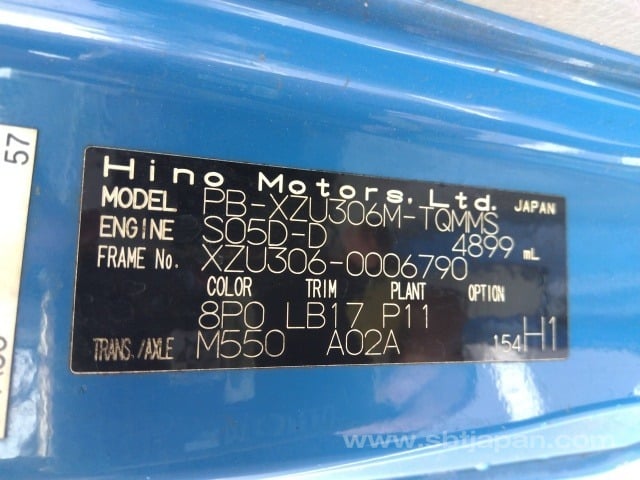 57
Hino Motors, Ltd. JAPAN
MODEL PB-XZU306M-TQMMS
ENGINE S05D-D 4899 mL
FRAME No. XZU306-0006790
COLOR TRIM PLANT OPTION
8P0 LB17 P11
TRANS./AXLE M550 A02A 154 H1
www.sbtjapan.com